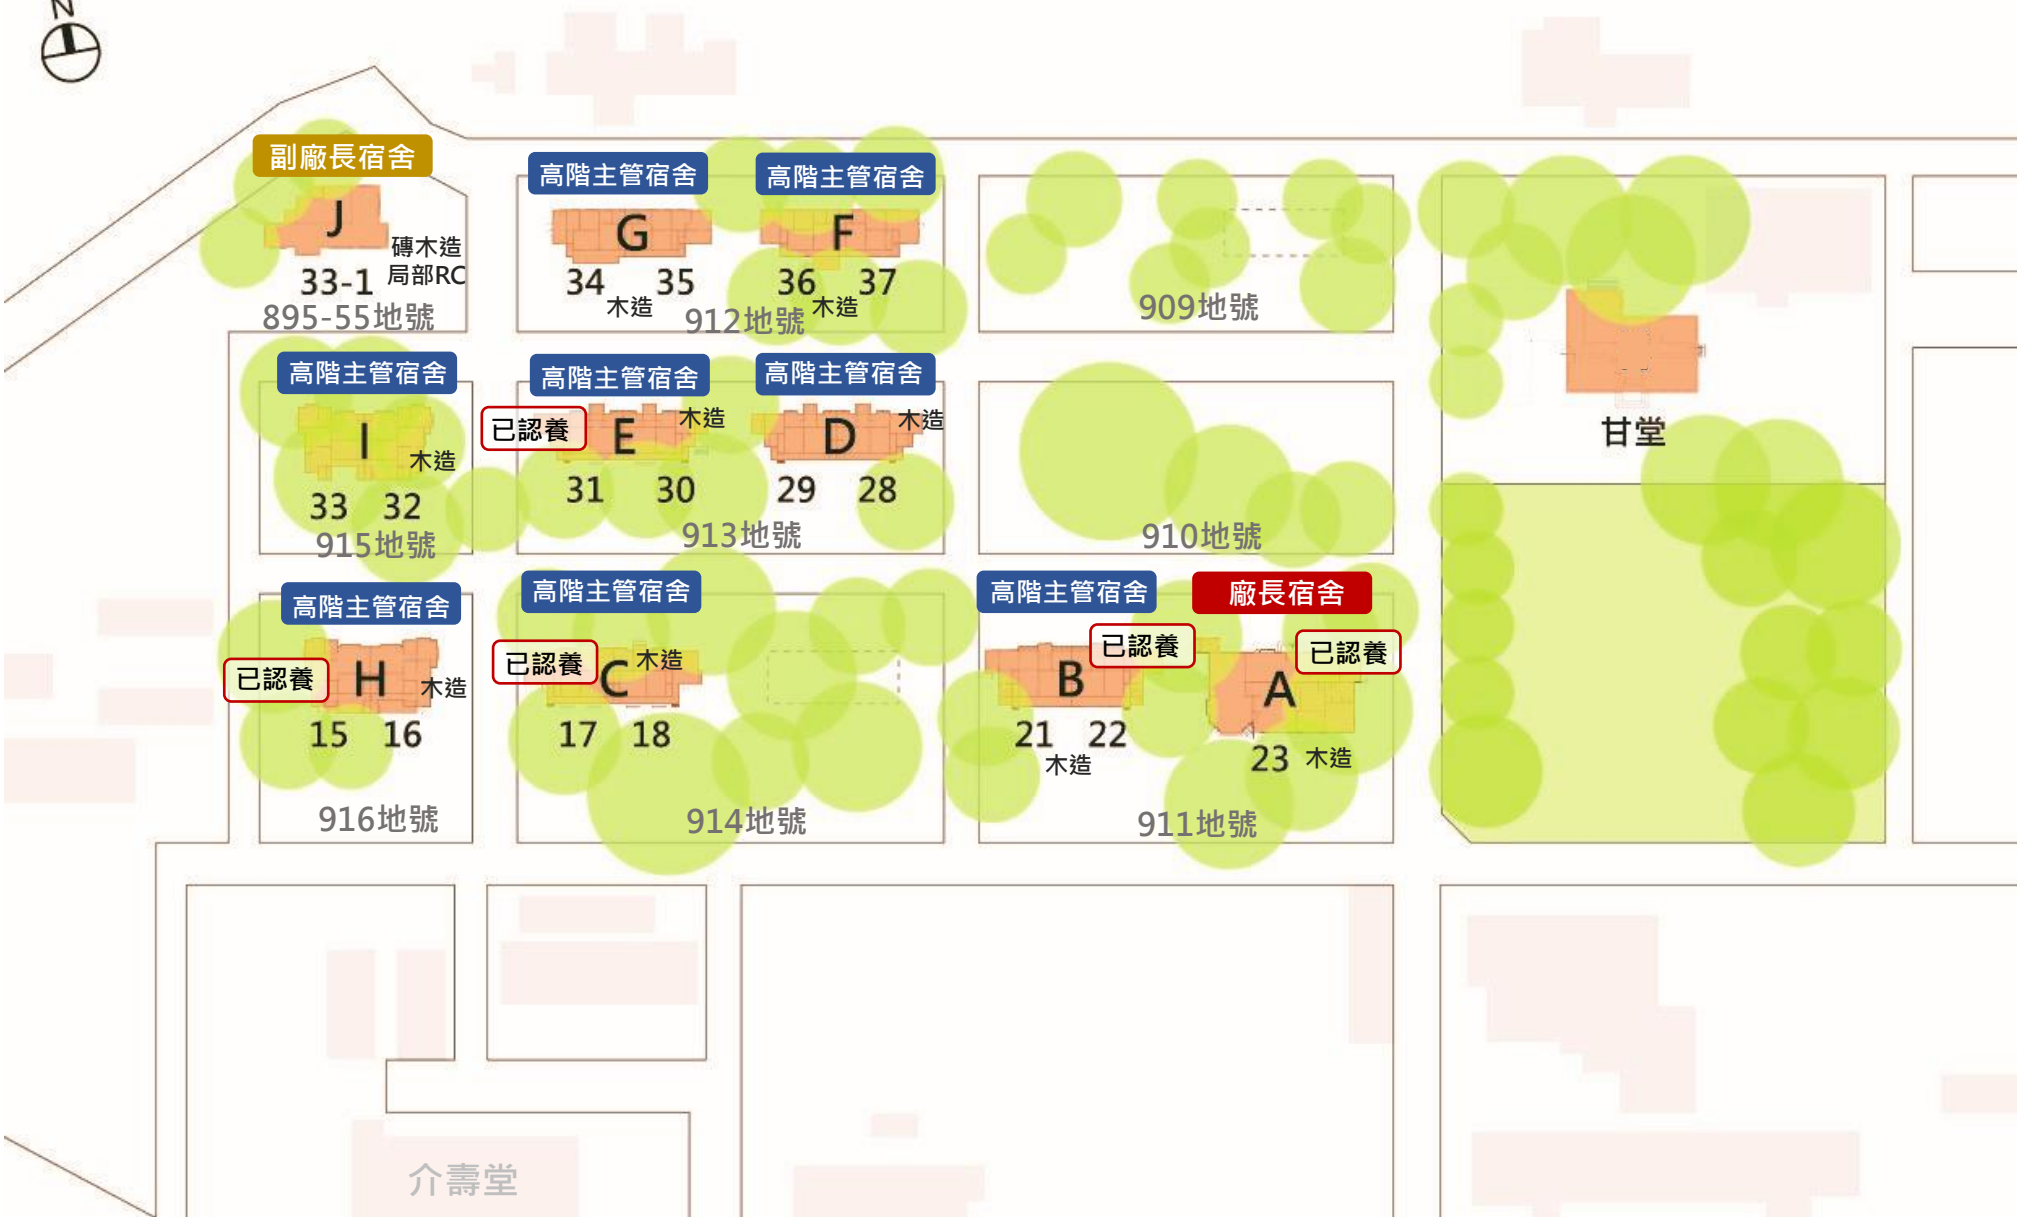 N
副廠長宿舍
高階主管宿舍
高階主管宿舍
J
G
F
磚木造
局部RC
33-1
34
35
36
37
木造
木造
895-55地號
912地號
909地號
高階主管宿舍
高階主管宿舍
高階主管宿舍
已認養
木造
木造
I
E
D
甘堂
木造
33
32
31
30
29
28
915地號
913地號
910地號
高階主管宿舍
高階主管宿舍
高階主管宿舍
廠長宿舍
已認養
已認養
已認養
已認養
木造
H
木造
C
B
A
15
16
17
18
21
22
23
木造
木造
916地號
914地號
911地號
介壽堂